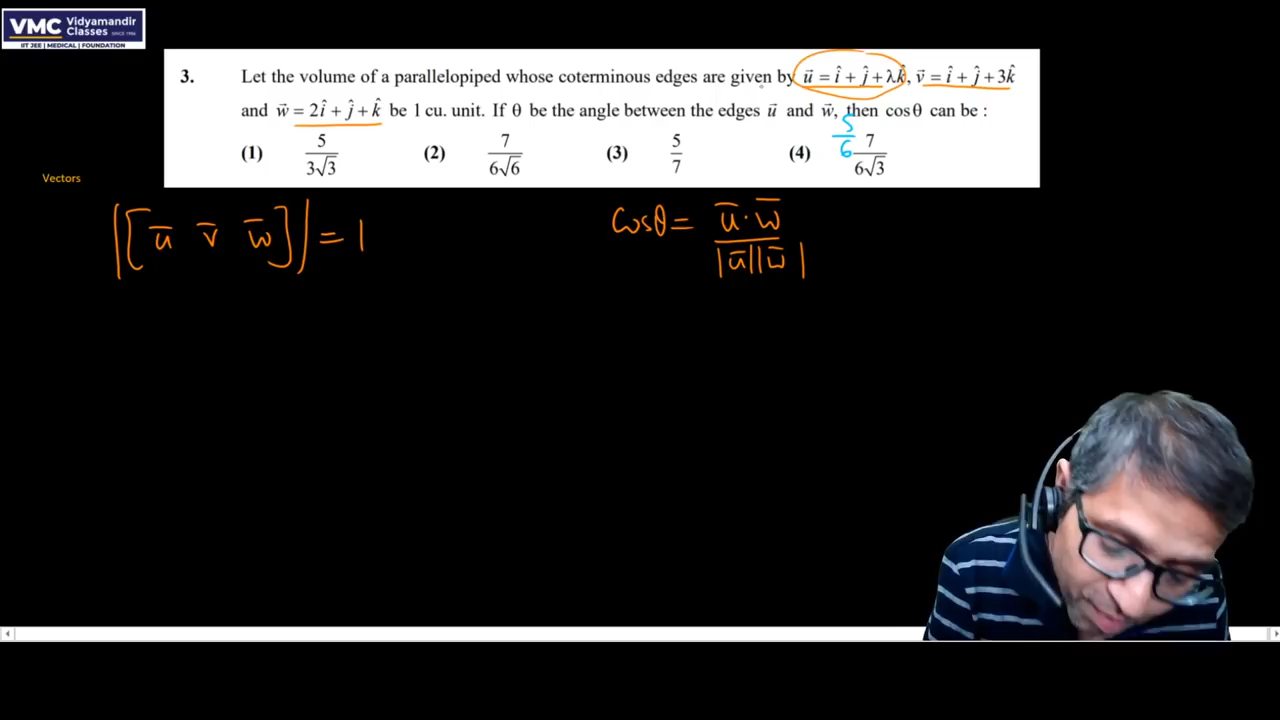 VMC Vidyamandir Classes SINCE 1986
IIT JEE | MEDICAL | FOUNDATION
3. Let the volume of a parallelopiped whose coterminous edges are given by u⃗ = î + ĵ + λk̂, v⃗ = î + ĵ + 3k̂
and w⃗ = 2î + ĵ + k̂ be 1 cu. unit. If θ be the angle between the edges u⃗ and w⃗, then cosθ can be :
(1) 5/(3√3) (2) 7/(6√6) (3) 5/7 (4) 5/6 7/(6√3)
Vectors
|[u̅ v̅ w̅]| = 1
Cosθ = u̅·w̅/(|u̅||w̅|)